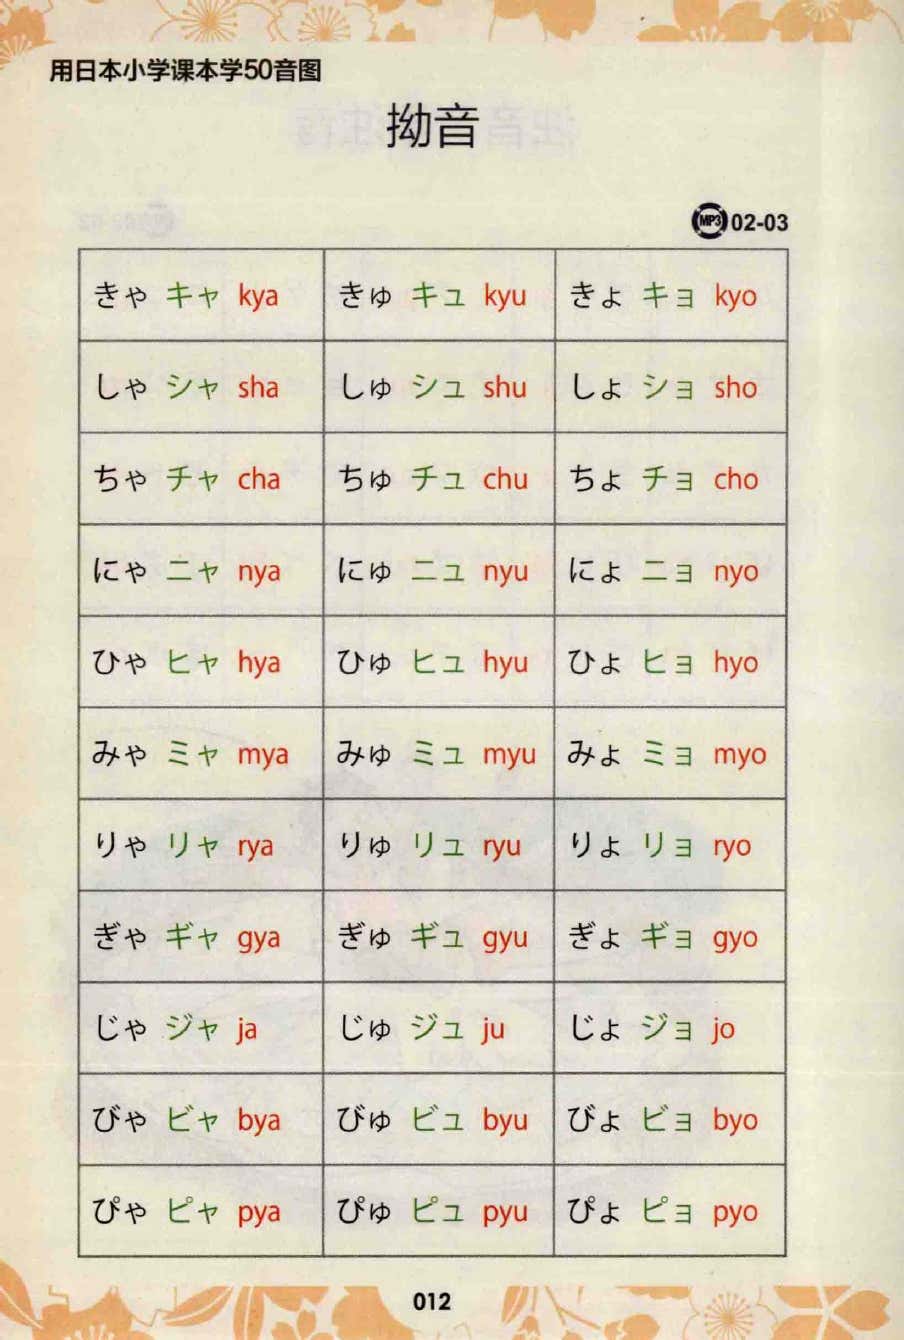 用日本小学课本学50音图
拗音
MP3 02-03
きゃ キャ kya きゅ キュ kyu きょ キョ kyo
しゃ シャ sha しゅ シュ shu しょ ショ sho
ちゃ チャ cha ちゅ チュ chu ちょ チョ cho
にゃ ニャ nya にゅ ニュ nyu にょ ニョ nyo
ひゃ ヒャ hya ひゅ ヒュ hyu ひょ ヒョ hyo
みゃ ミャ mya みゅ ミュ myu みょ ミョ myo
りゃ リャ rya りゅ リュ ryu りょ リョ ryo
ぎゃ ギャ gya ぎゅ ギュ gyu ぎょ ギョ gyo
じゃ ジャ ja じゅ ジュ ju じょ ジョ jo
びゃ ビャ bya びゅ ビュ byu びょ ビョ byo
ぴゃ ピャ pya ぴゅ ピュ pyu ぴょ ピョ pyo
012